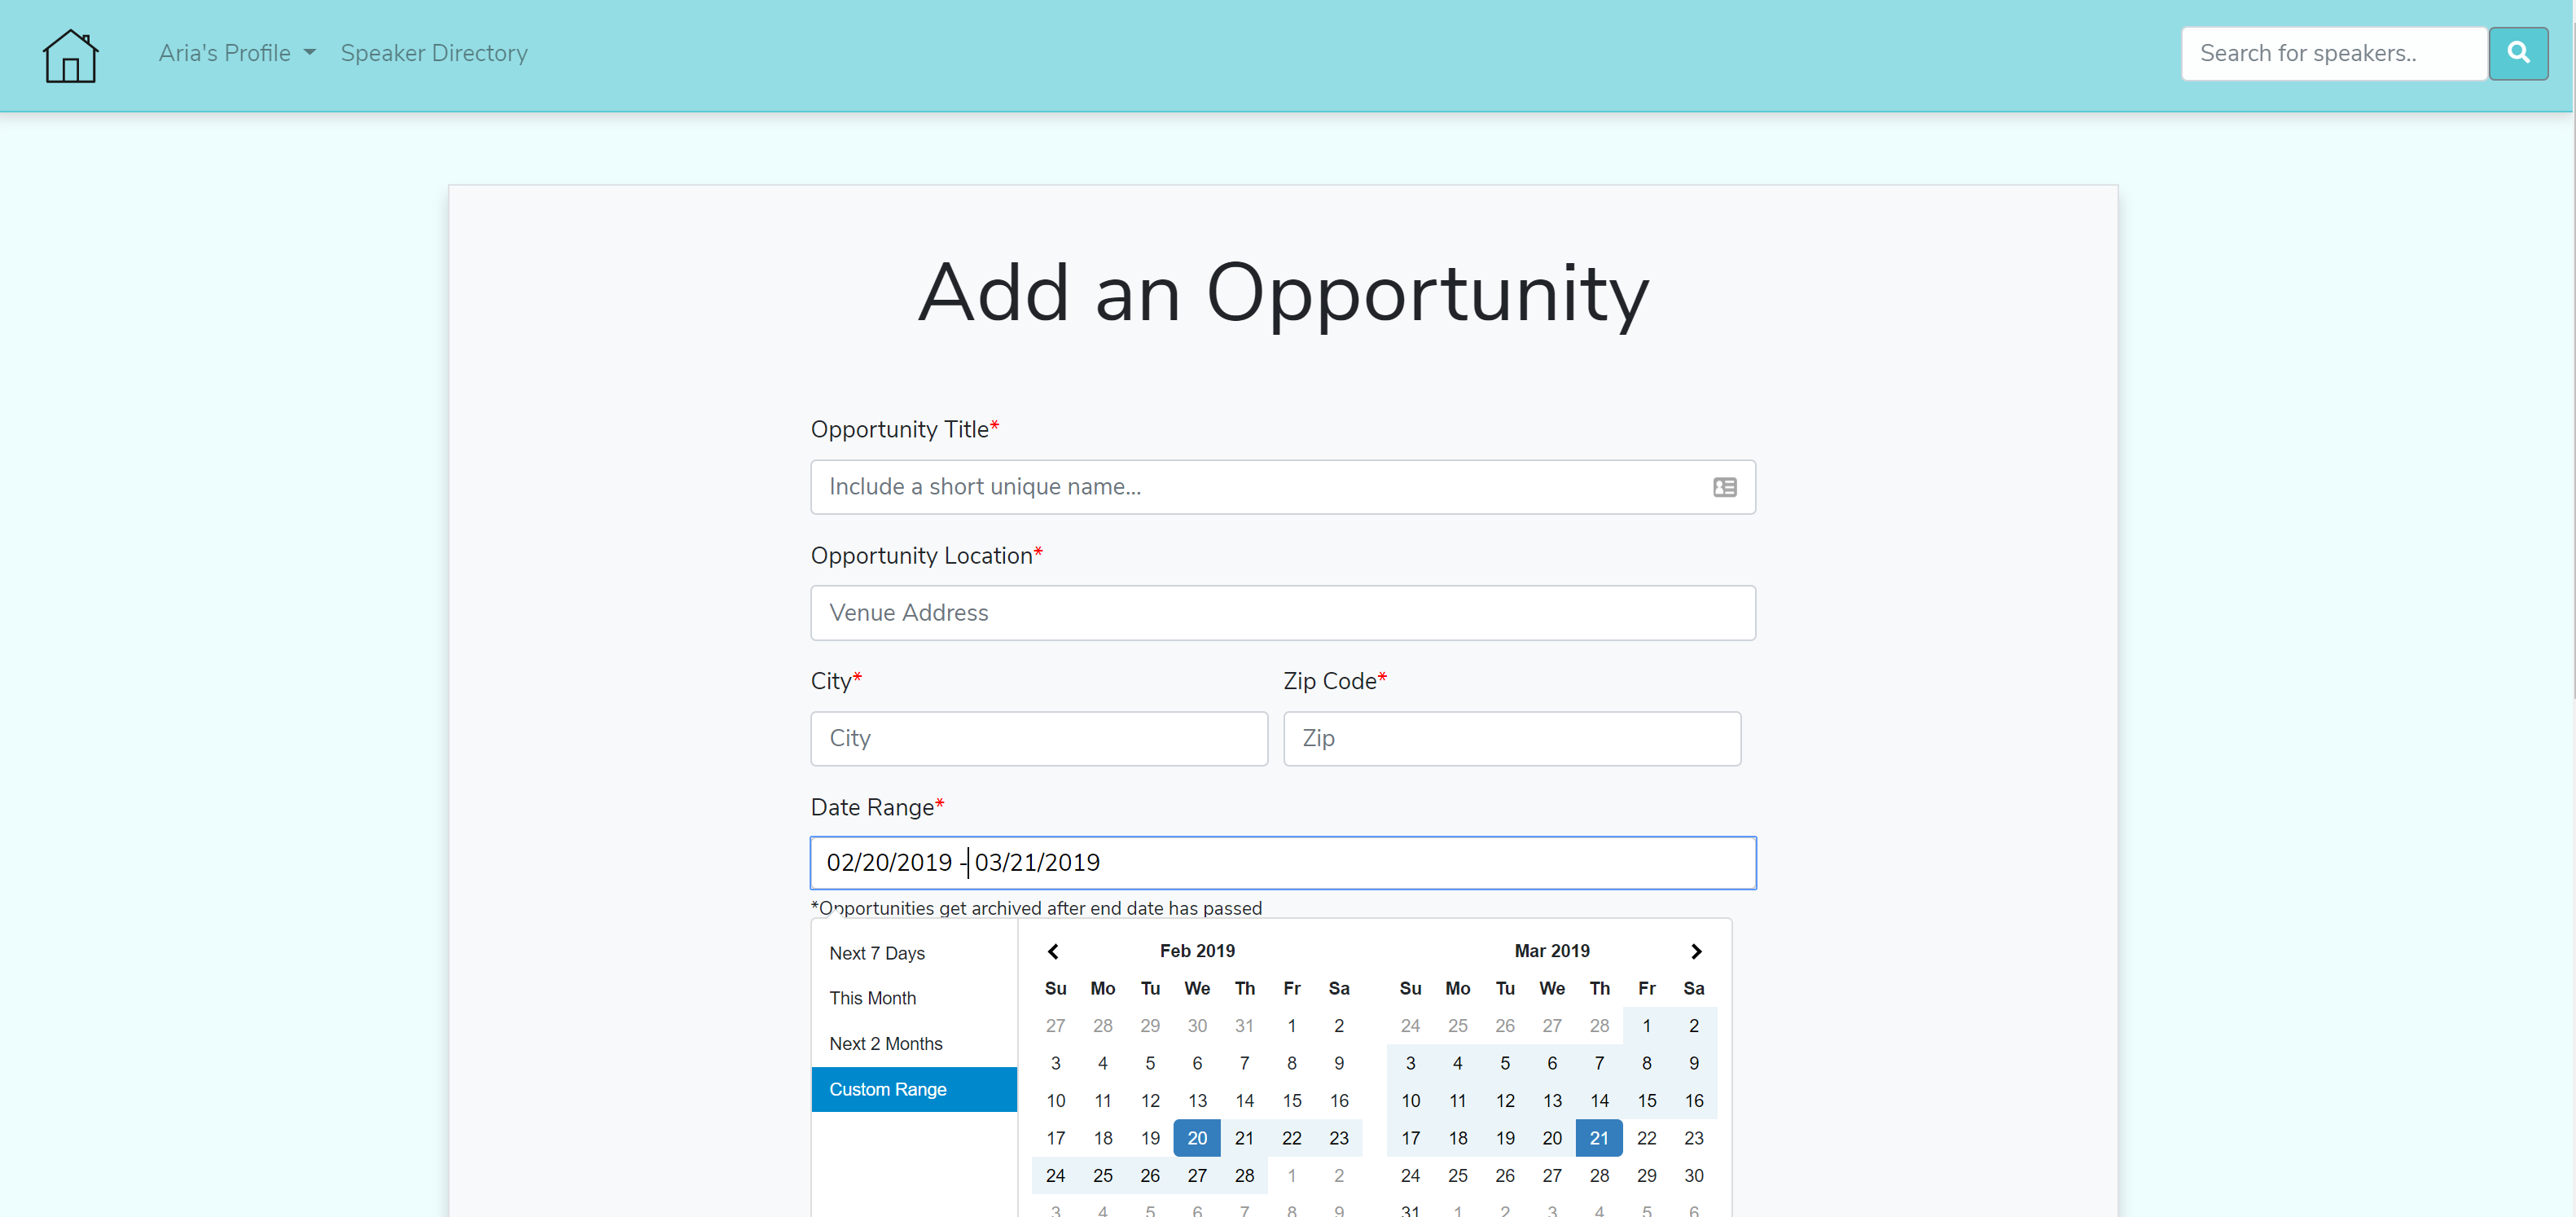 Aria's Profile Speaker Directory Search for speakers..
Add an Opportunity
Opportunity Title*
Include a short unique name...
Opportunity Location*
Venue Address
City* Zip Code*
City Zip
Date Range*
02/20/2019 - 03/21/2019
*Opportunities get archived after end date has passed
Next 7 Days
This Month
Next 2 Months
Custom Range
Feb 2019
Su Mo Tu We Th Fr Sa
27 28 29 30 31 1 2
3 4 5 6 7 8 9
10 11 12 13 14 15 16
17 18 19 20 21 22 23
24 25 26 27 28 1 2
3 4 5 6 7 8 9
Mar 2019
Su Mo Tu We Th Fr Sa
24 25 26 27 28 1 2
3 4 5 6 7 8 9
10 11 12 13 14 15 16
17 18 19 20 21 22 23
24 25 26 27 28 29 30
31 1 2 3 4 5 6